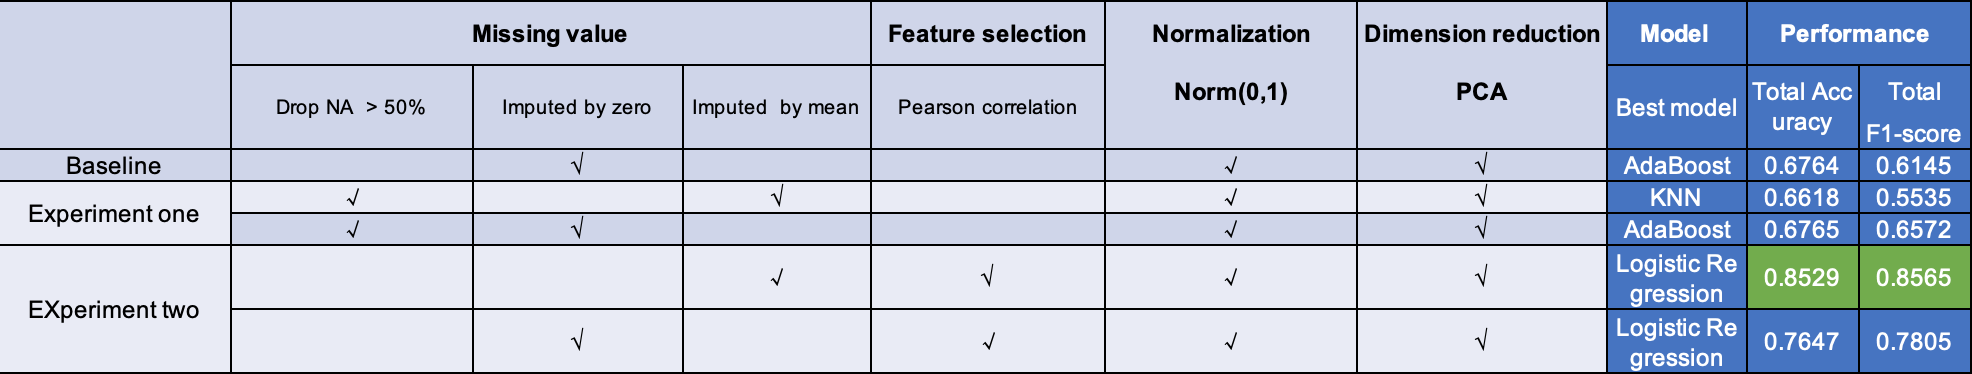 Missing value Feature selection Normalization Dimension reduction Model Performance
Norm(0,1) PCA
Drop NA > 50% Imputed by zero Imputed by mean Pearson correlation Best model Total Acc
uracy Total
F1-score
Baseline √ √ √ AdaBoost 0.6764 0.6145
Experiment one √ √ √ √ KNN 0.6618 0.5535
√ √ √ √ AdaBoost 0.6765 0.6572
EXperiment two √ √ √ √ Logistic Re
gression 0.8529 0.8565
√ √ √ √ Logistic Re
gression 0.7647 0.7805